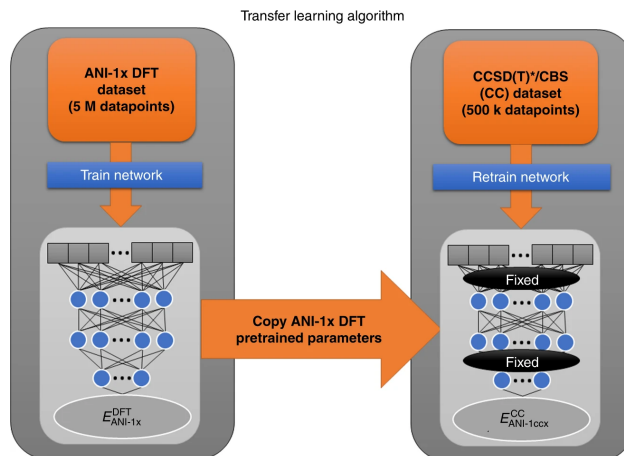 Transfer learning algorithm
ANI-1x DFT
dataset
(5 M datapoints)
CCSD(T)*/CBS
(CC) dataset
(500 k datapoints)
Train network
Retrain network
Fixed
Copy ANI-1x DFT
pretrained parameters
Fixed
E^DFT_ANI-1x
E^CC_ANI-1ccx